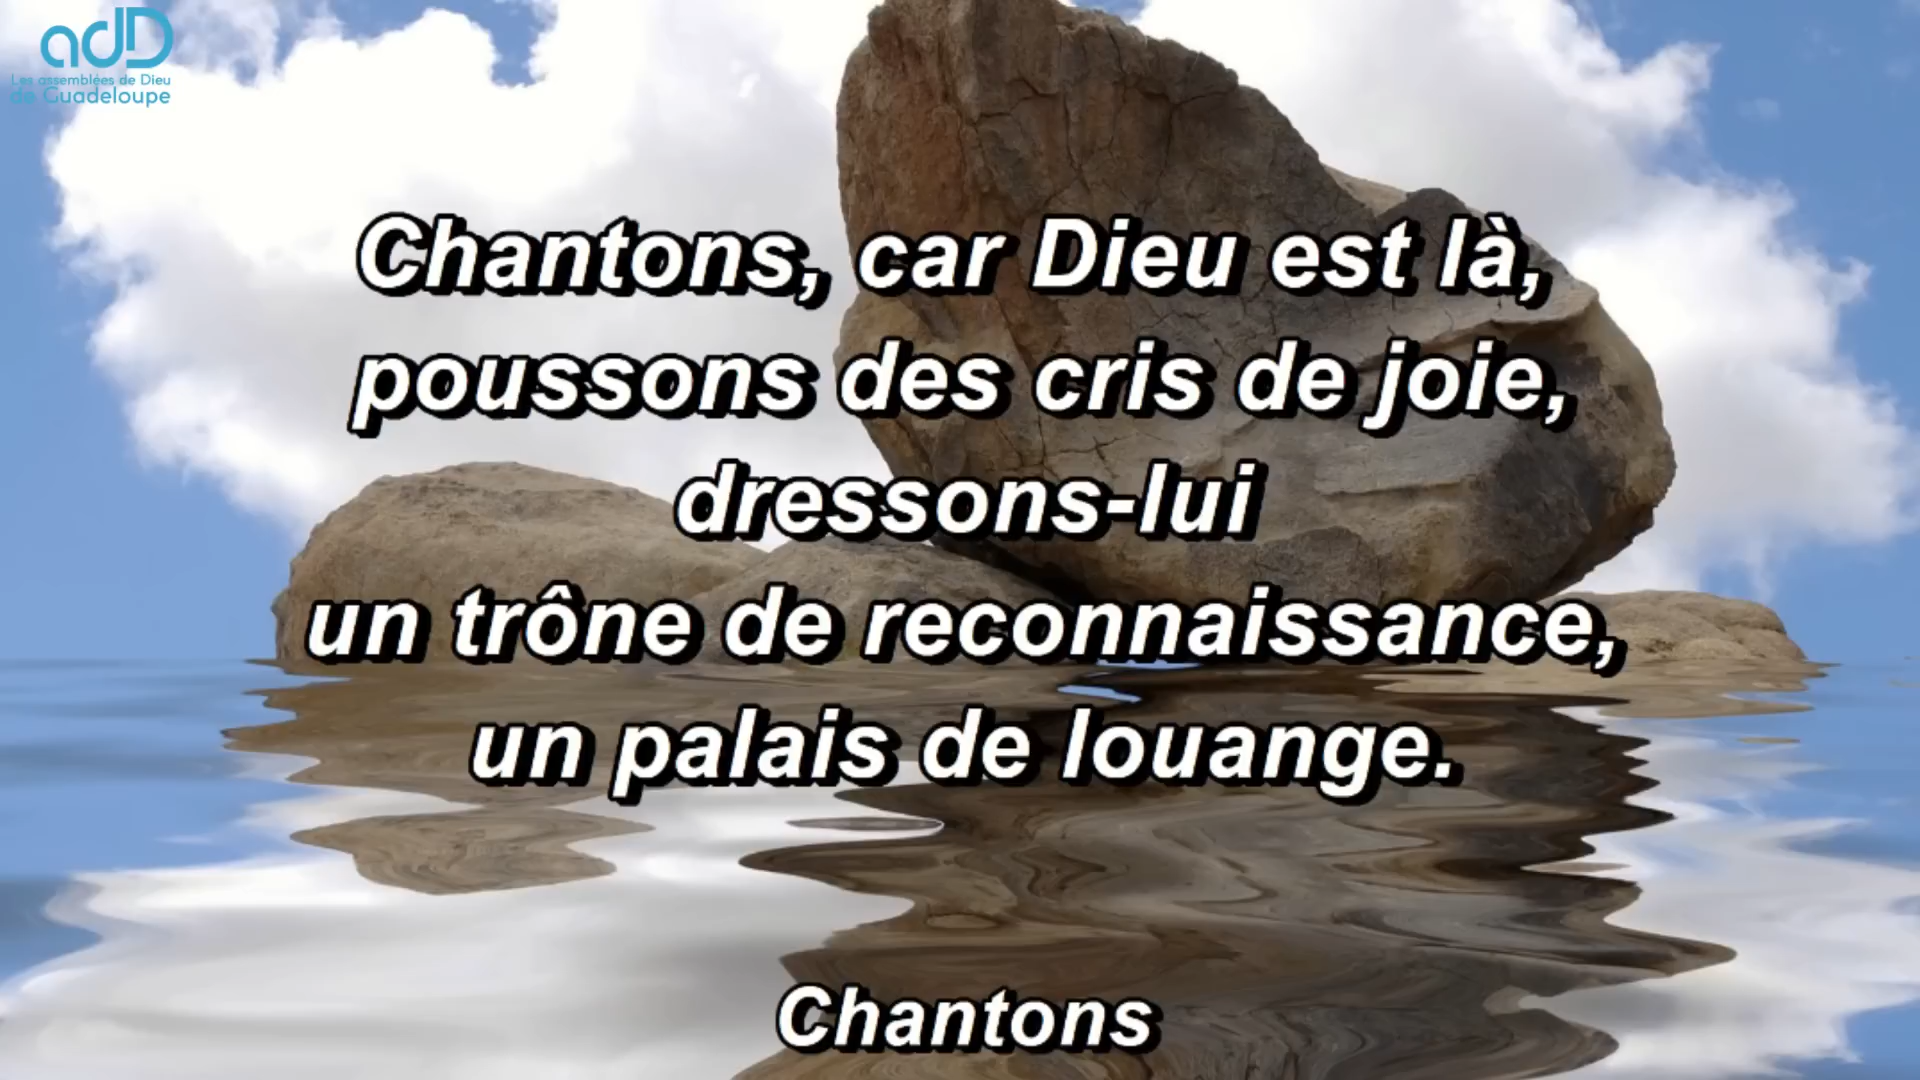 adD
Les assemblées de Dieu
de Guadeloupe
Chantons, car Dieu est là,
poussons des cris de joie,
dressons-lui
un trône de reconnaissance,
un palais de louange.
Chantons